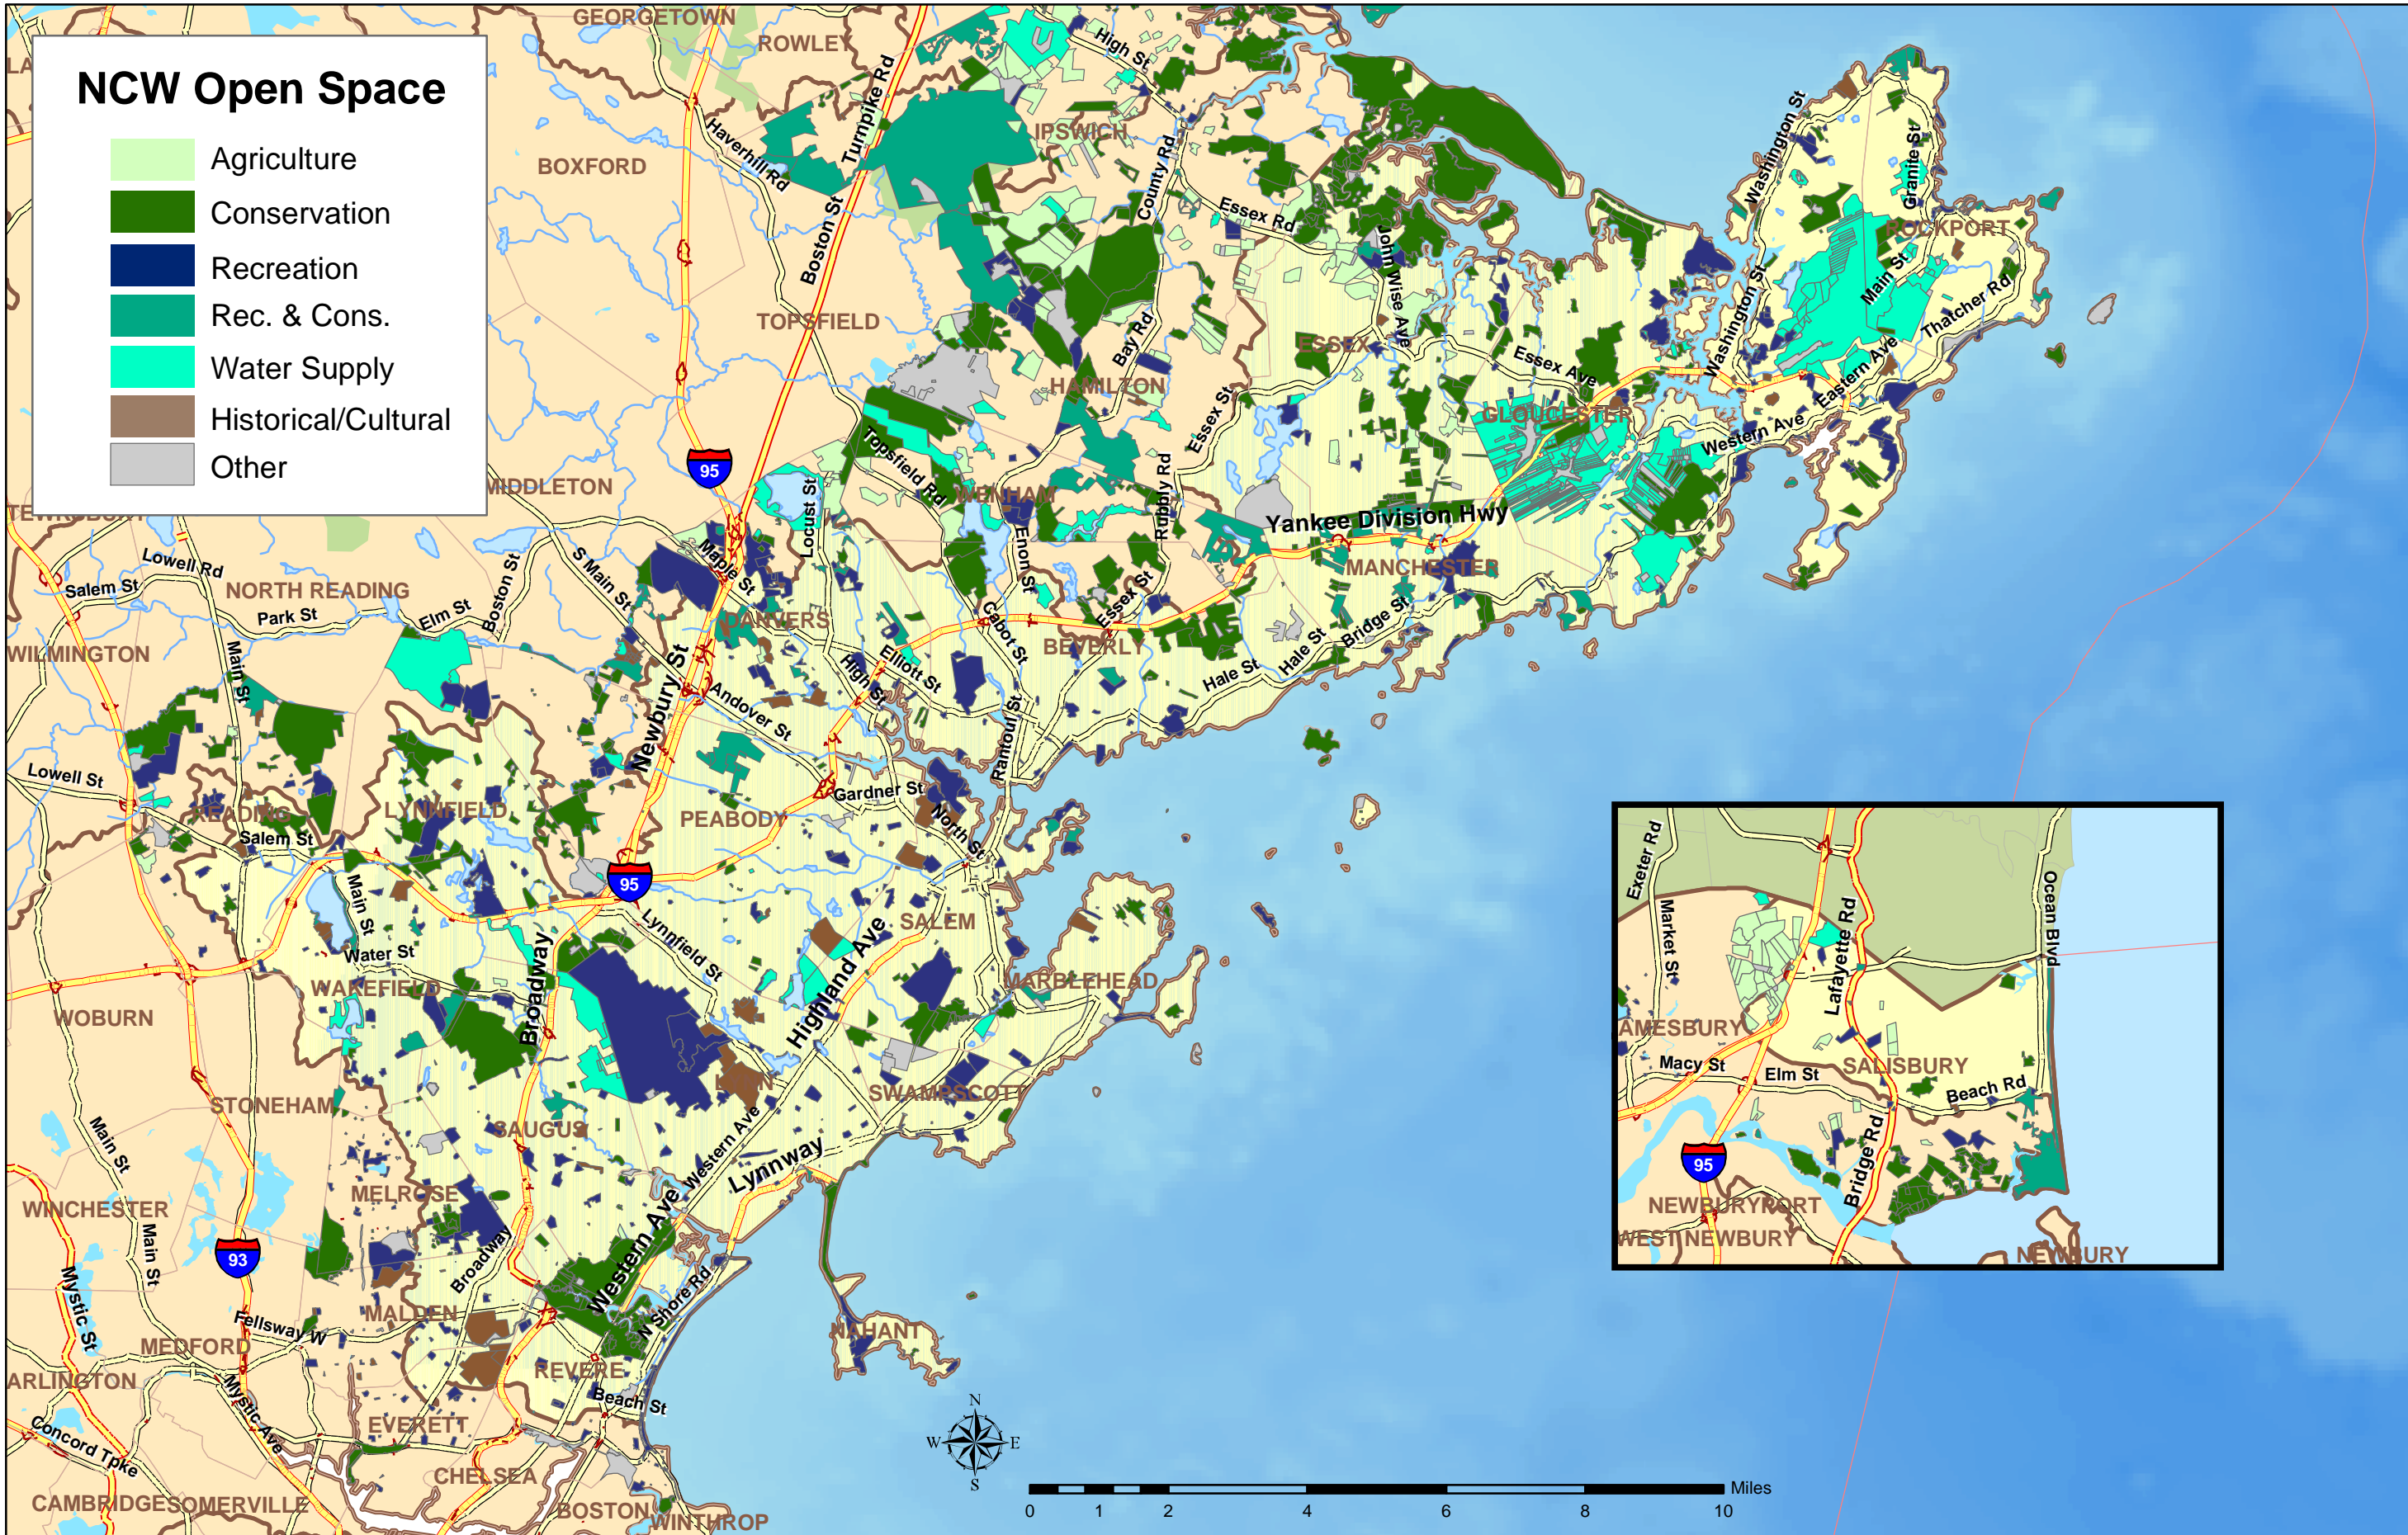 NCW Open Space
Agriculture
Conservation
Recreation
Rec. & Cons.
Water Supply
Historical/Cultural
Other
GEORGETOWN
ROWLEY
High St
Turnpike Rd
IPSWICH
Haverhill Rd
BOXFORD
County Rd
Boston St
Essex Rd
John Wise Ave
Washington St
Granite St
ROCKPORT
Main St
Thatcher Rd
TOPSFIELD
Bay Rd
ESSEX
Essex Ave
Washington St
Eastern Ave
HAMILTON
Essex St
GLOUCESTER
Western Ave
Topsfield Rd
95
MIDDLETON
WENHAM
Locust St
Rubbly Rd
Enon St
Yankee Division Hwy
MANCHESTER
Lowell Rd
Salem St
NORTH READING
Park St
Elm St
Boston St
S Main St
Maple St
DANVERS
Cabot St
Essex St
BEVERLY
Hale St
Hale St
Bridge St
WILMINGTON
Main St
Newbury St
High St
Elliott St
Andover St
Rantoul St
Lowell St
READING
LYNNFIELD
Salem St
PEABODY
Gardner St
North St
95
Main St
Water St
Lynnfield St
SALEM
Highland Ave
MARBLEHEAD
WAKEFIELD
Broadway
WOBURN
LYNN
SWAMPSCOTT
STONEHAM
SAUGUS
Main St
Western Ave
Lynnway
MELROSE
WINCHESTER
Main St
93
Broadway
Western Ave
N Shore Rd
Mystic St
MALDEN
Fellsway W
MEDFORD
NAHANT
REVERE
ARLINGTON
Mystic Ave
Beach St
EVERETT
Concord Tpke
CHELSEA
CAMBRIDGE
SOMERVILLE
BOSTON
WINTHROP
N
W
E
S
0 1 2 4 6 8 10
Miles
Exeter Rd
Market St
Lafayette Rd
Ocean Blvd
AMESBURY
Macy St
Elm St
SALISBURY
Beach Rd
95
Bridge Rd
NEWBURYPORT
WEST NEWBURY
NEWBURY